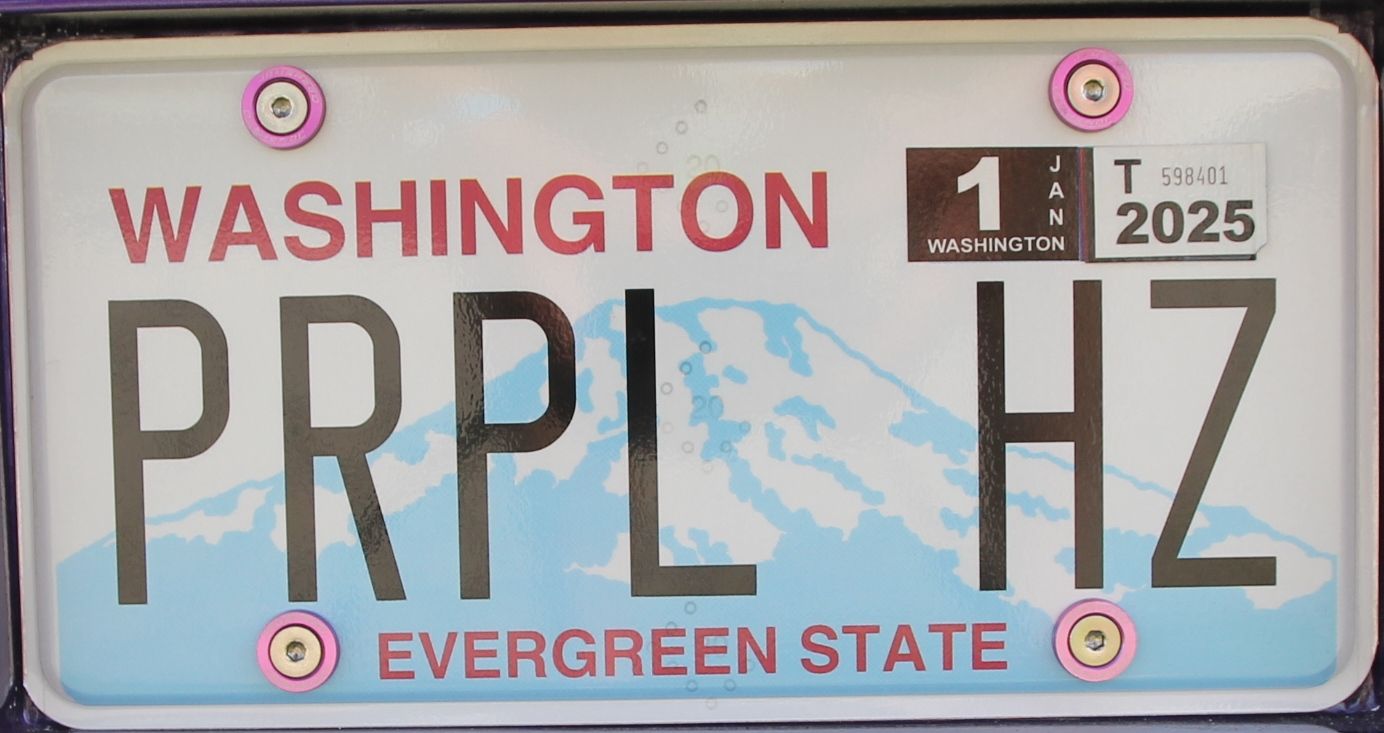 WASHINGTON
1 JAN
WASHINGTON
T 598401
2025
PRPL HZ
EVERGREEN STATE